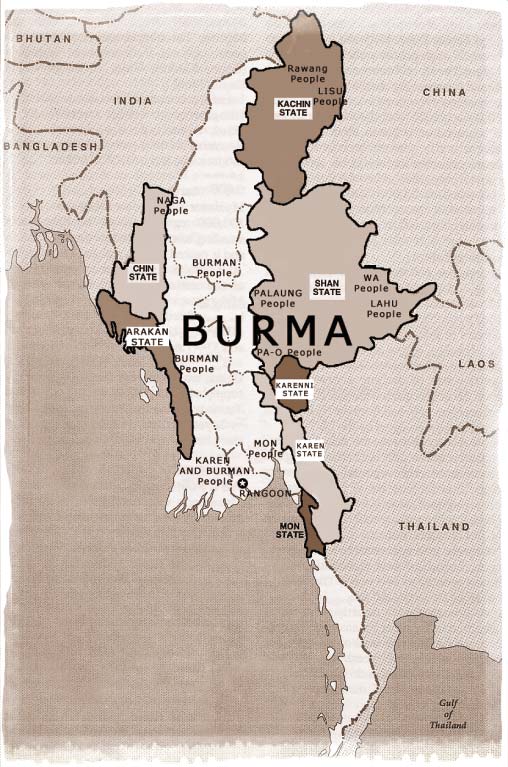 BHUTAN
INDIA
CHINA
BANGLADESH
Rawang
People
LISU
People
KACHIN
STATE
NAGA
People
BURMAN
People
CHIN
STATE
PALAUNG
People
SHAN
STATE
WA
People
LAHU
People
ARAKAN
STATE
BURMA
BURMAN
People
PA-O People
LAOS
KARENNI
STATE
MON
People
KAREN
STATE
KAREN
AND BURMAN
People
RANGOON
MON
STATE
THAILAND
Gulf
of
Thailand